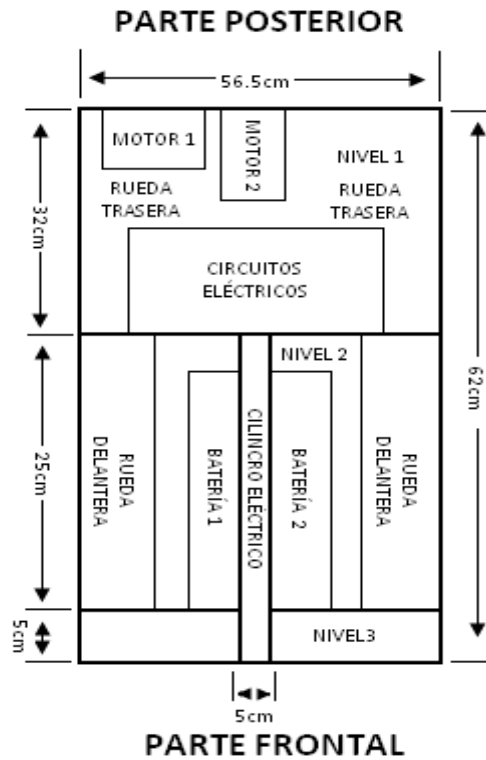 PARTE POSTERIOR
56.5cm
MOTOR 1
MOTOR 2
NIVEL 1
RUEDA
TRASERA
RUEDA
TRASERA
32cm
CIRCUITOS
ELÉCTRICOS
62cm
NIVEL 2
25cm
RUEDA
DELANTERA
BATERÍA 1
CILINCRO ELÉCTRICO
BATERÍA 2
RUEDA
DELANTERA
5cm
NIVEL3
5cm
PARTE FRONTAL